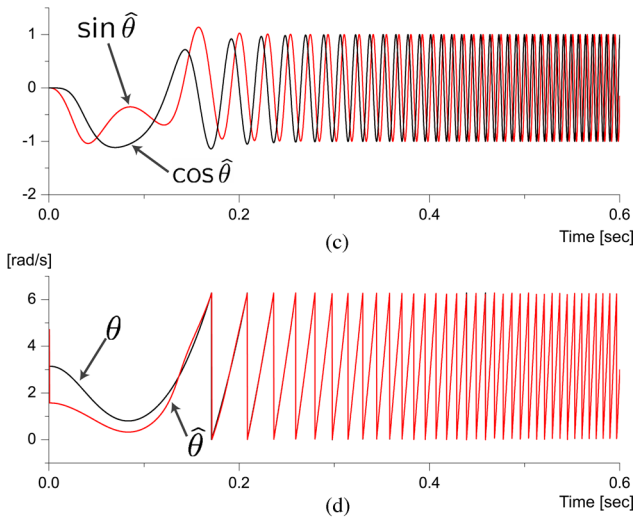 1
sin θ̂
0
-1
cos θ̂
-2
0.0 0.2 0.4 0.6
Time [sec]
(c)
[rad/s]
6
θ
4
2
θ̂
0
0.0 0.2 0.4 0.6
Time [sec]
(d)